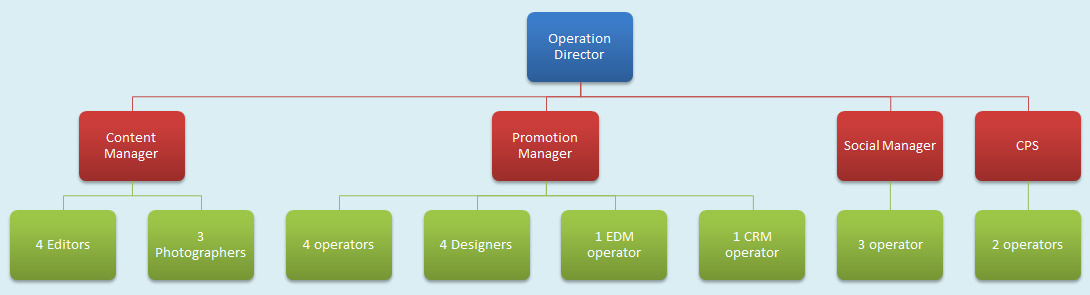 Operation
Director
Content
Manager
Promotion
Manager
Social Manager
CPS
4 Editors
3
Photographers
4 operators
4 Designers
1 EDM
operator
1 CRM
operator
3 operator
2 operators